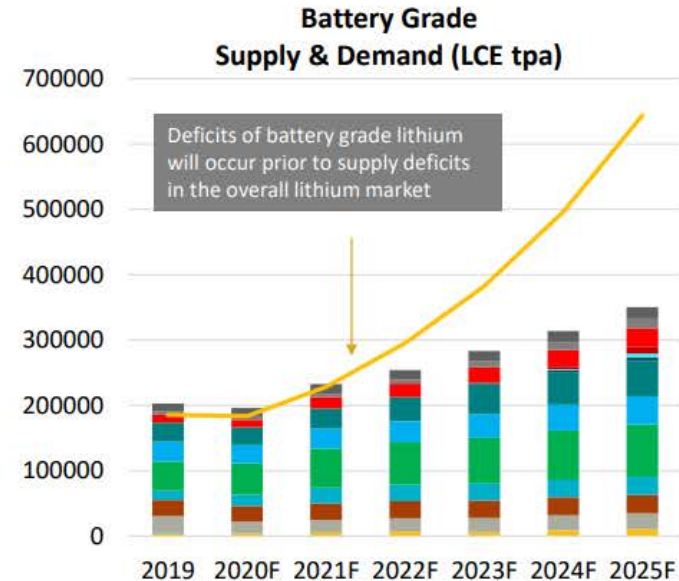 Battery Grade
Supply & Demand (LCE tpa)
700000
600000
500000
400000
300000
200000
100000
0
Deficits of battery grade lithium
will occur prior to supply deficits
in the overall lithium market
2019 2020F 2021F 2022F 2023F 2024F 2025F